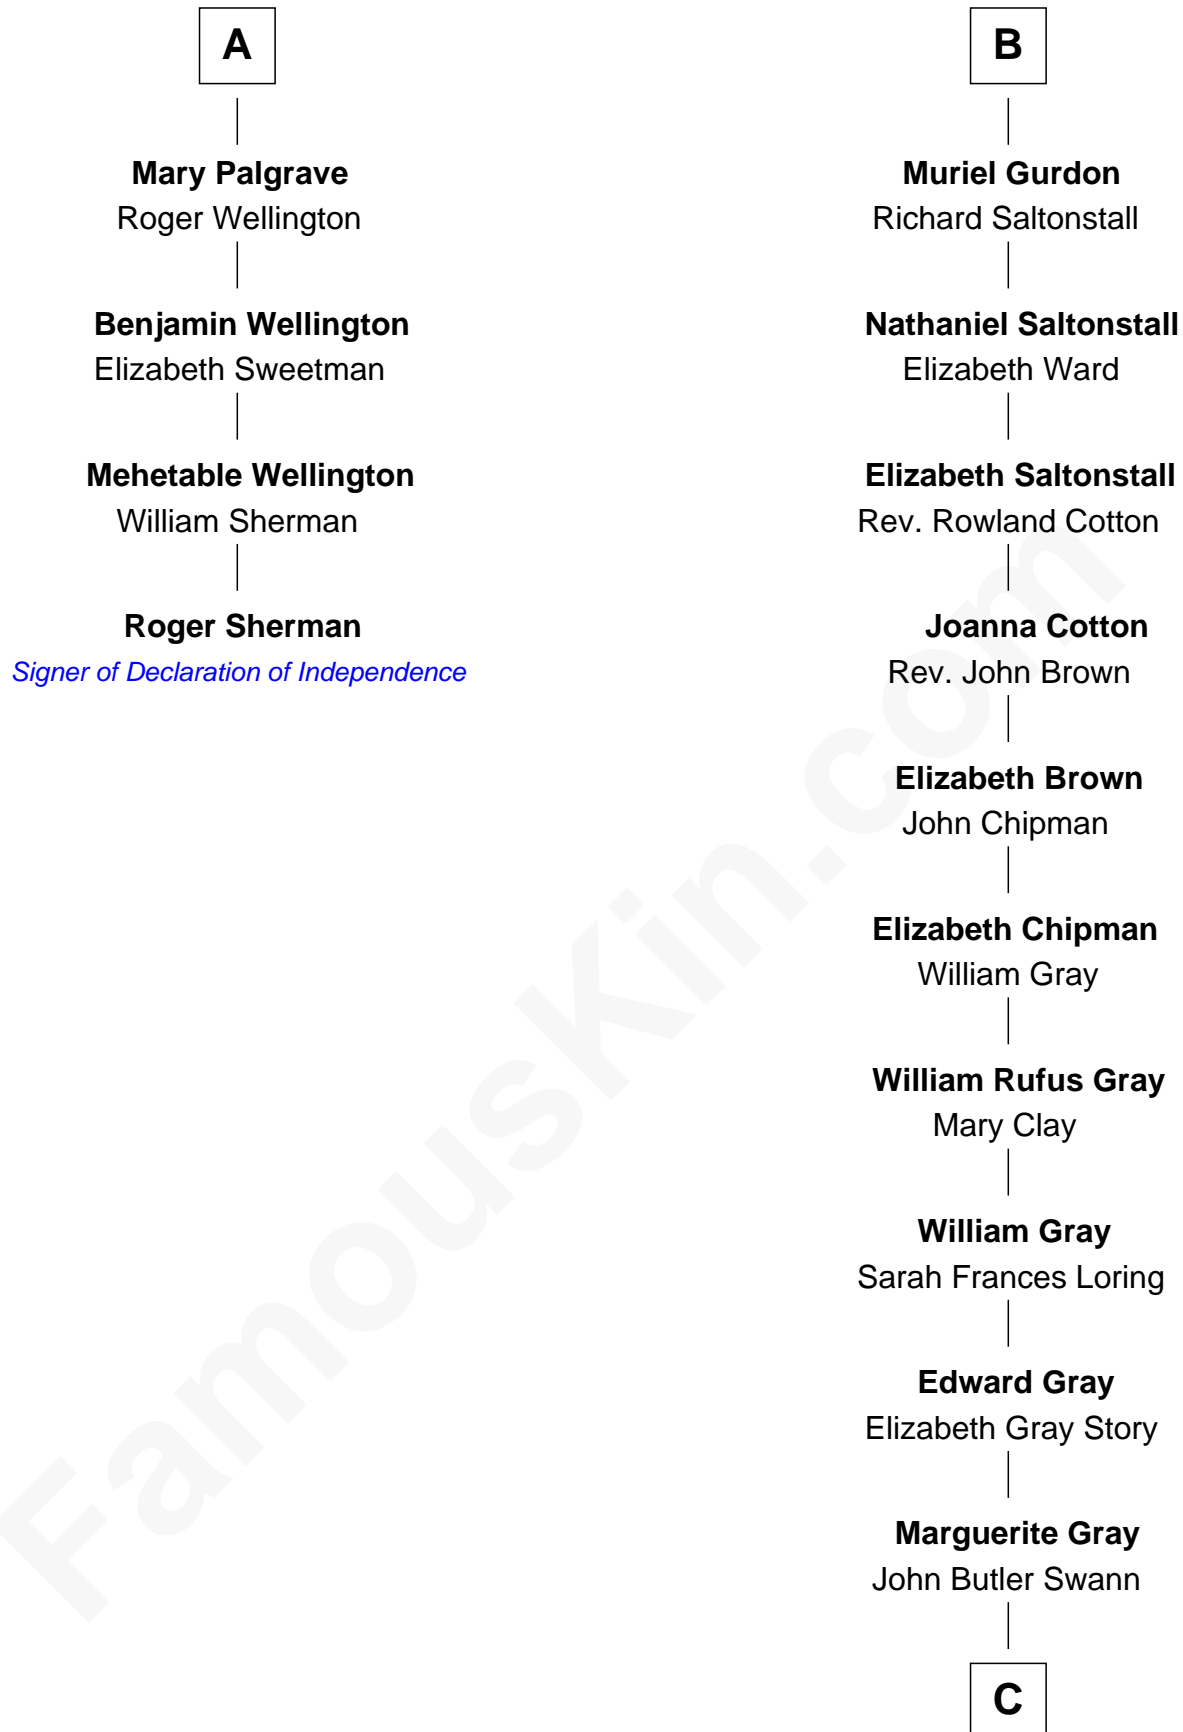 A
Mary Palgrave
Roger Wellington
Benjamin Wellington
Elizabeth Sweetman
Mehetable Wellington
William Sherman
Roger Sherman
Signer of Declaration of Independence
B
Muriel Gurdon
Richard Saltonstall
Nathaniel Saltonstall
Elizabeth Ward
Elizabeth Saltonstall
Rev. Rowland Cotton
Joanna Cotton
Rev. John Brown
Elizabeth Brown
John Chipman
Elizabeth Chipman
William Gray
William Rufus Gray
Mary Clay
William Gray
Sarah Frances Loring
Edward Gray
Elizabeth Gray Story
Marguerite Gray
John Butler Swann
C
FamousKin.com